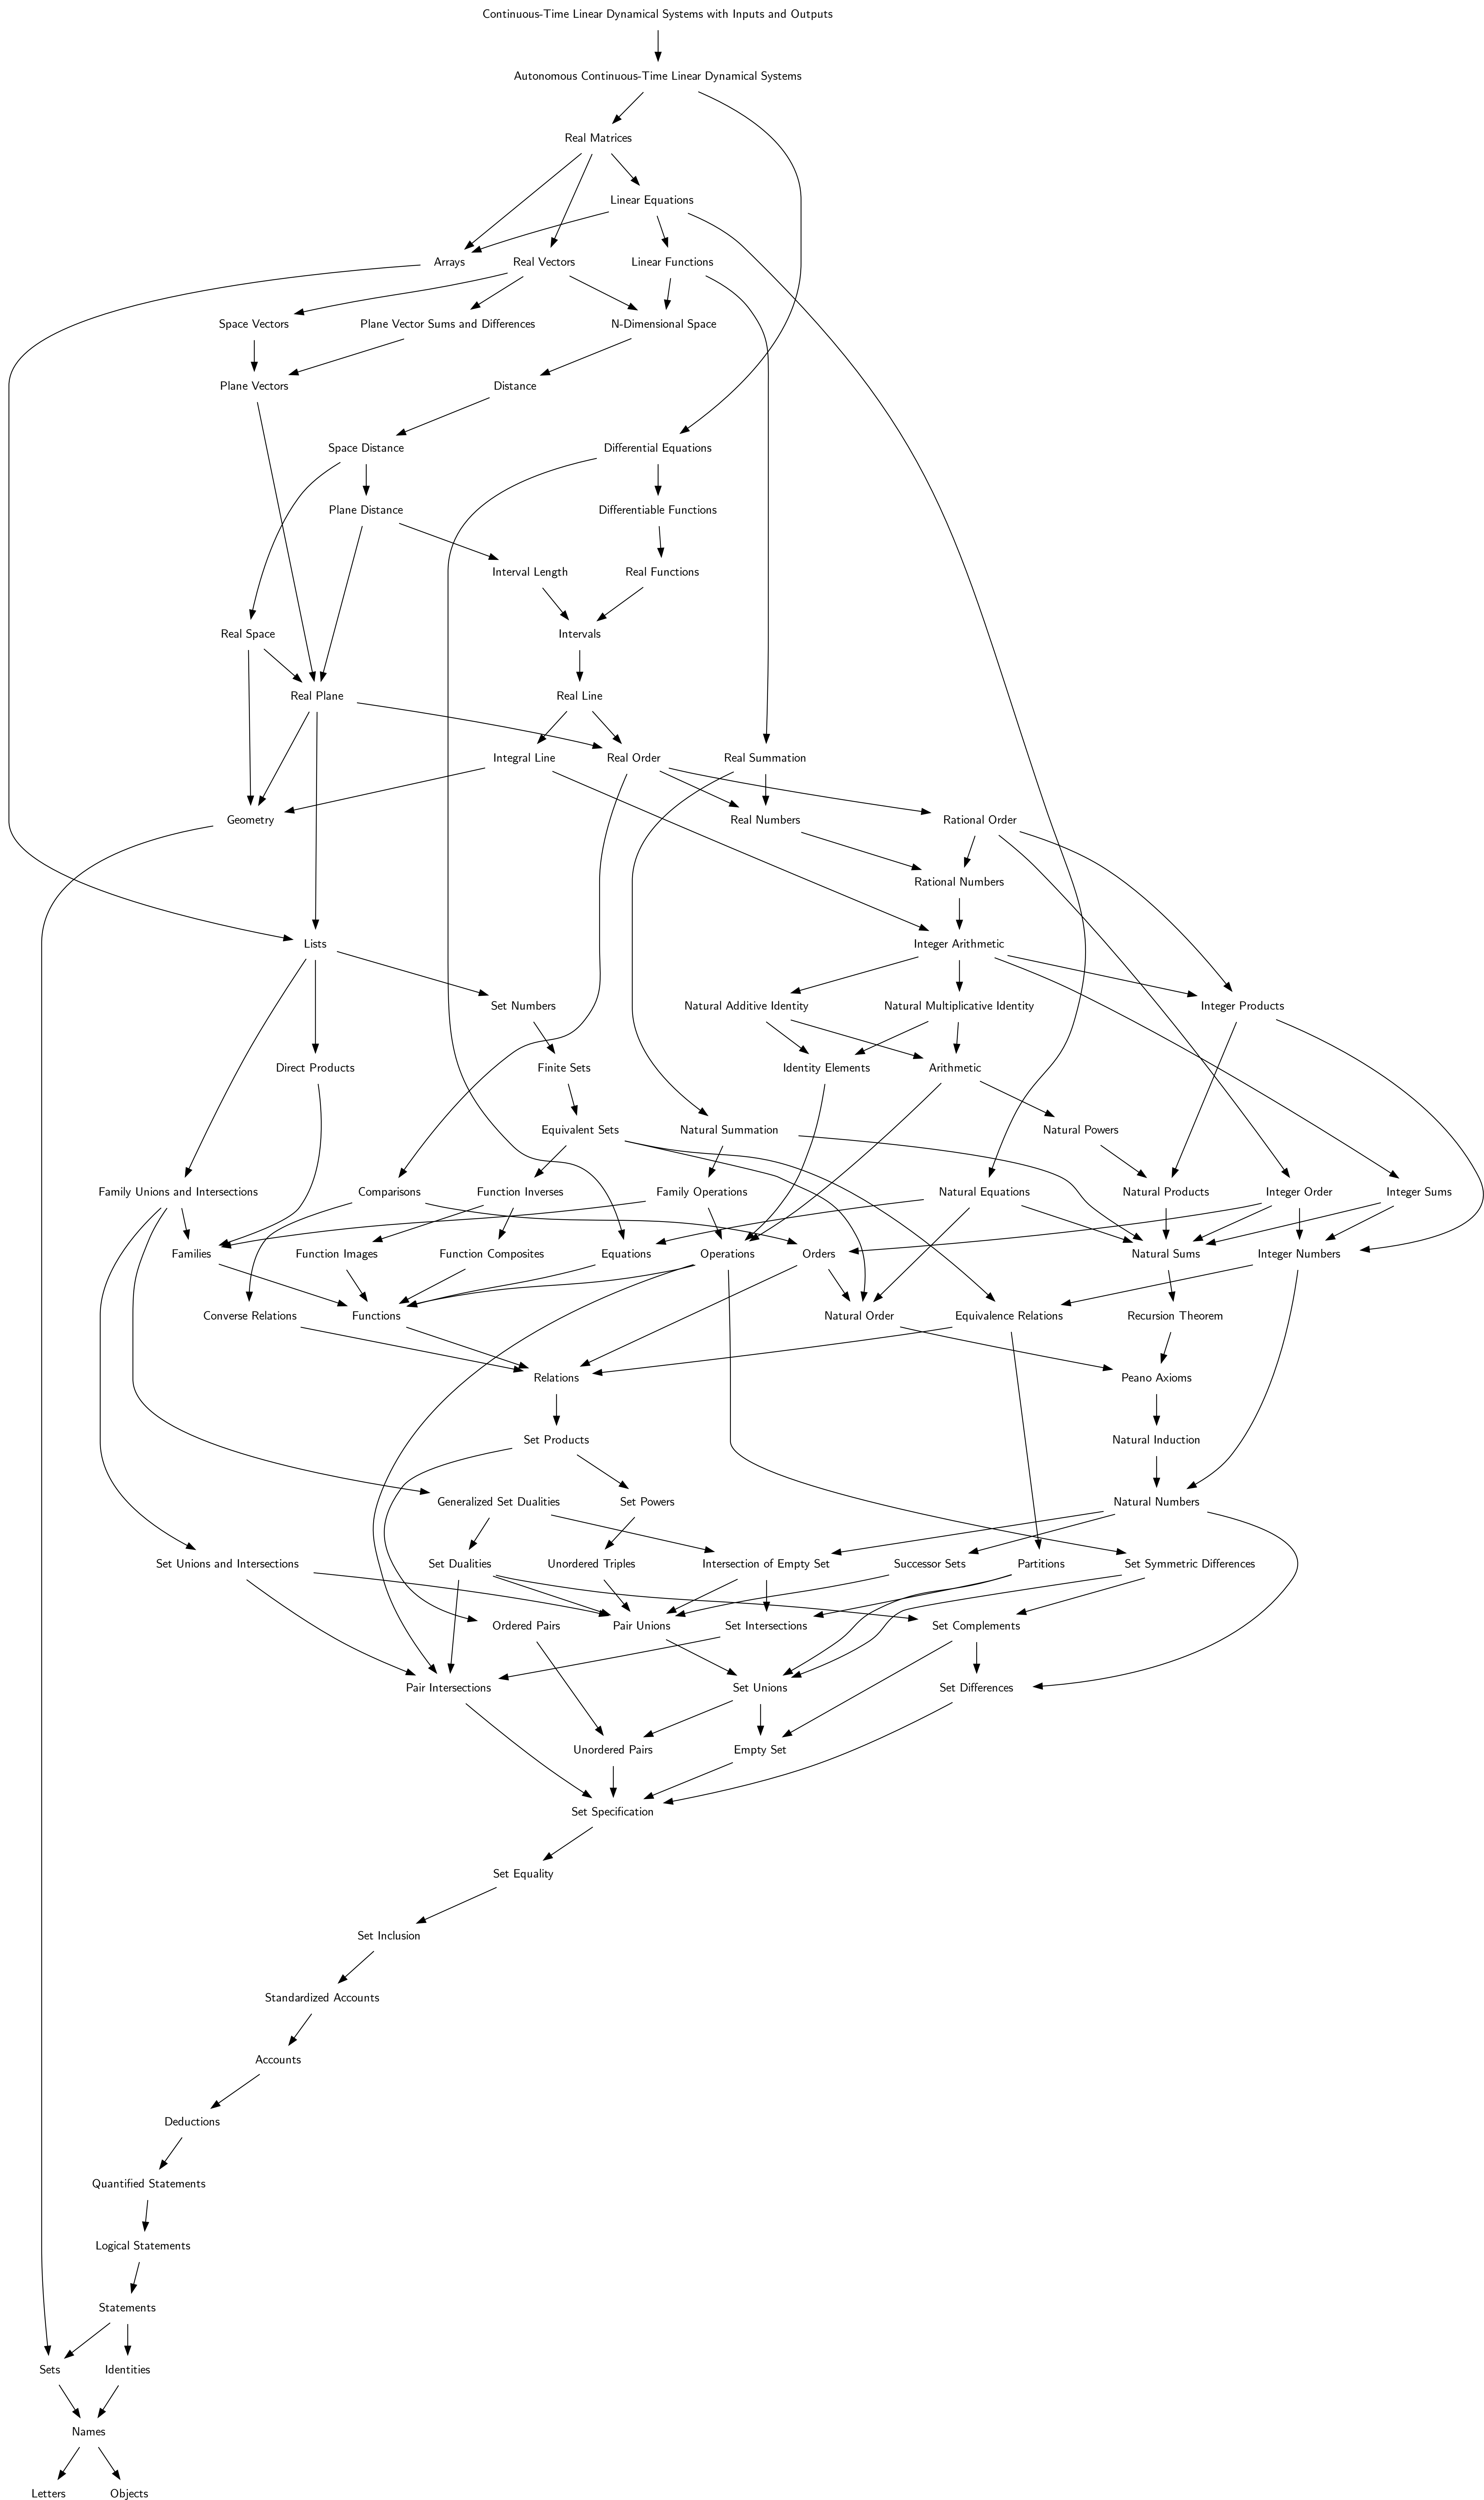 Continuous-Time Linear Dynamical Systems with Inputs and Outputs
Autonomous Continuous-Time Linear Dynamical Systems
Real Matrices
Linear Equations
Arrays
Real Vectors
Linear Functions
Space Vectors
Plane Vector Sums and Differences
N-Dimensional Space
Plane Vectors
Distance
Space Distance
Differential Equations
Plane Distance
Differentiable Functions
Interval Length
Real Functions
Real Space
Intervals
Real Plane
Real Line
Integral Line
Real Order
Real Summation
Geometry
Real Numbers
Rational Order
Rational Numbers
Lists
Integer Arithmetic
Set Numbers
Natural Additive Identity
Natural Multiplicative Identity
Integer Products
Direct Products
Finite Sets
Identity Elements
Arithmetic
Equivalent Sets
Natural Summation
Natural Powers
Family Unions and Intersections
Comparisons
Function Inverses
Family Operations
Natural Equations
Natural Products
Integer Order
Integer Sums
Families
Function Images
Function Composites
Equations
Operations
Orders
Natural Sums
Integer Numbers
Converse Relations
Functions
Natural Order
Equivalence Relations
Recursion Theorem
Relations
Peano Axioms
Set Products
Natural Induction
Generalized Set Dualities
Set Powers
Natural Numbers
Set Unions and Intersections
Set Dualities
Unordered Triples
Intersection of Empty Set
Successor Sets
Partitions
Set Symmetric Differences
Ordered Pairs
Pair Unions
Set Intersections
Set Complements
Pair Intersections
Set Unions
Set Differences
Unordered Pairs
Empty Set
Set Specification
Set Equality
Set Inclusion
Standardized Accounts
Accounts
Deductions
Quantified Statements
Logical Statements
Statements
Sets
Identities
Names
Letters
Objects